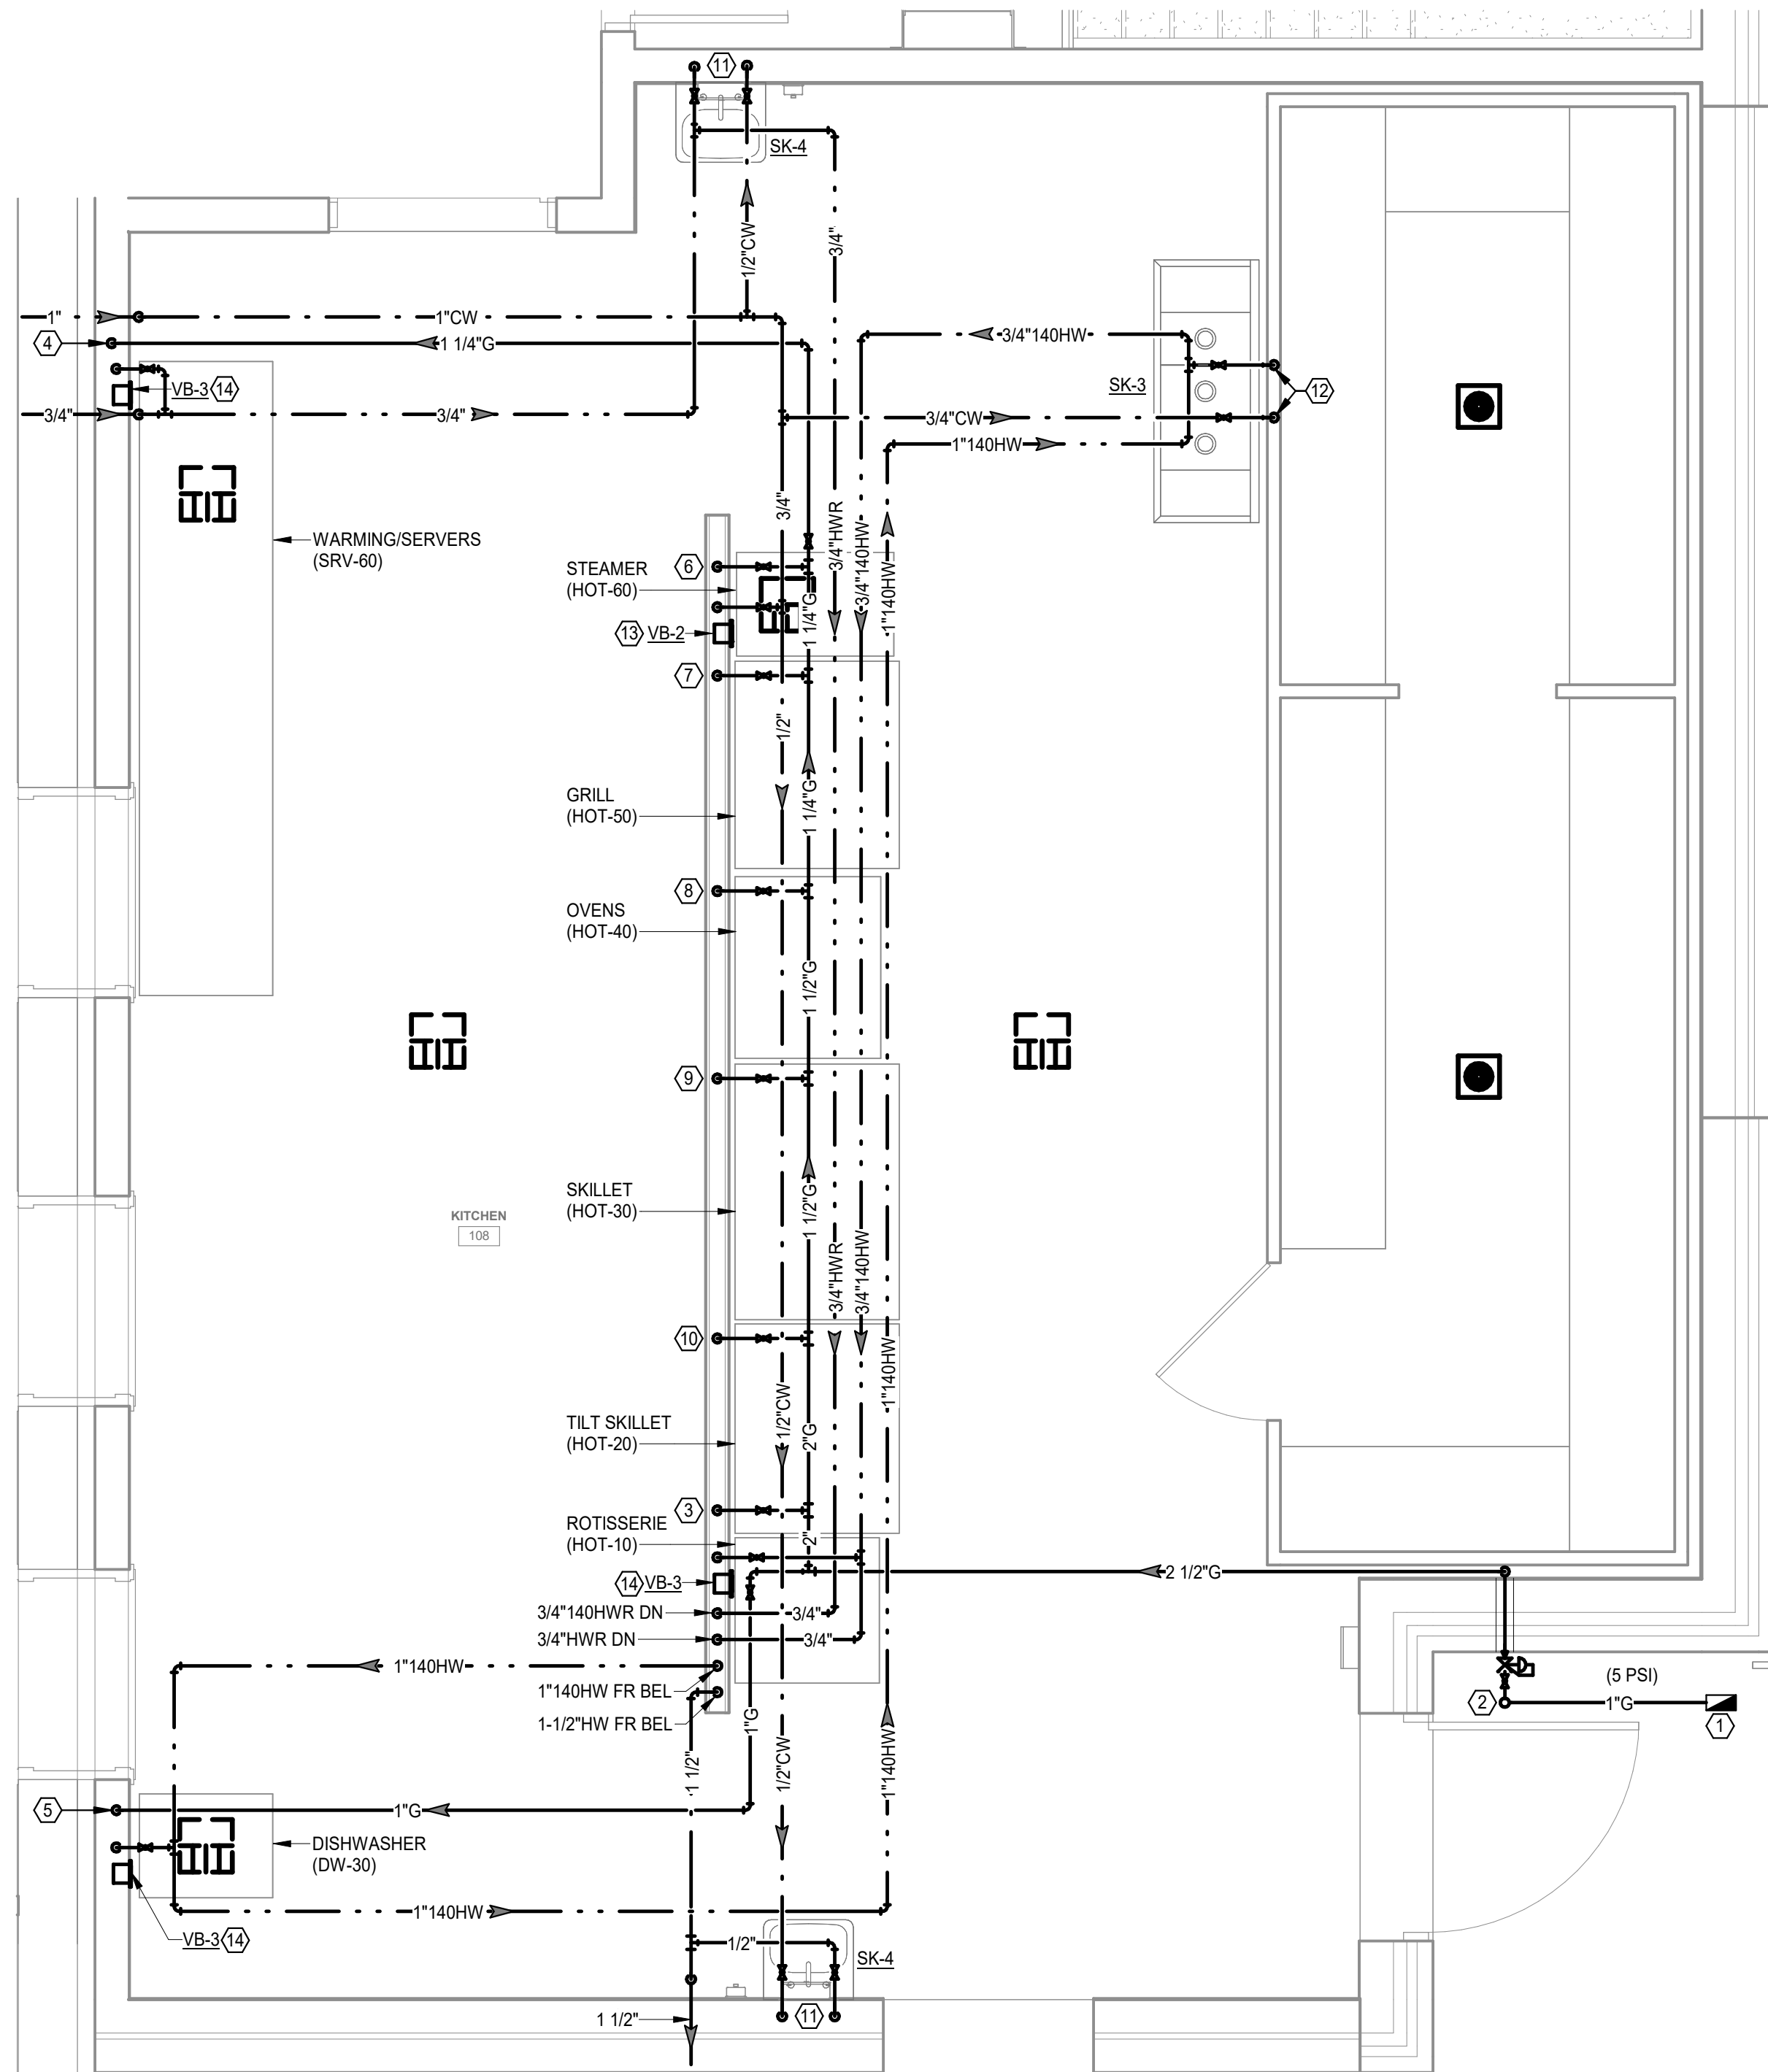 11
SK-4
1/2"CW
3/4"
1"
1"CW
4
1 1/4"G
3/4"140HW
VB-3
14
SK-3
12
3/4"
3/4"
3/4"CW
1"140HW
3/4"
WARMING/SERVERS
(SRV-60)
3/4"HWR
3/4"140HW
1"140HW
STEAMER
(HOT-60)
6
1 1/4"G
13
VB-2
7
1/2"
GRILL
(HOT-50)
1 1/4"G
8
OVENS
(HOT-40)
1 1/2"G
9
SKILLET
(HOT-30)
1 1/2"G
KITCHEN
108
3/4"HWR
3/4"140HW
10
1"140HW
TILT SKILLET
(HOT-20)
1/2"CW
2"G
3
ROTISSERIE
(HOT-10)
2"
2 1/2"G
14
VB-3
3/4"140HWR DN
3/4"
3/4"HWR DN
3/4"
1"140HW
1"140HW FR BEL
1-1/2"HW FR BEL
(5 PSI)
2
1"G
1
1"G
1 1/2"
1/2"CW
1"140HW
5
1"G
DISHWASHER
(DW-30)
1"140HW
VB-3
14
1/2"
SK-4
1 1/2"
11